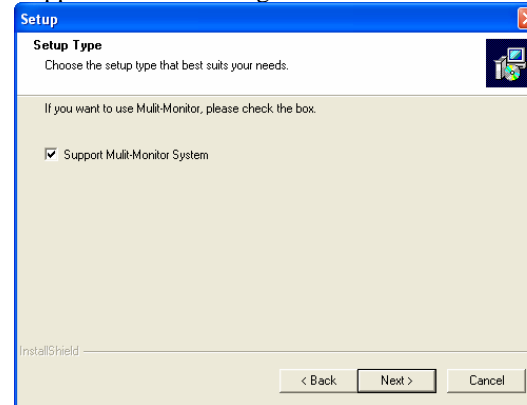 Setup
Setup Type
Choose the setup type that best suits your needs.
If you want to use Mulit-Monitor, please check the box.
Support Mulit-Monitor System
InstallShield
< Back Next > Cancel